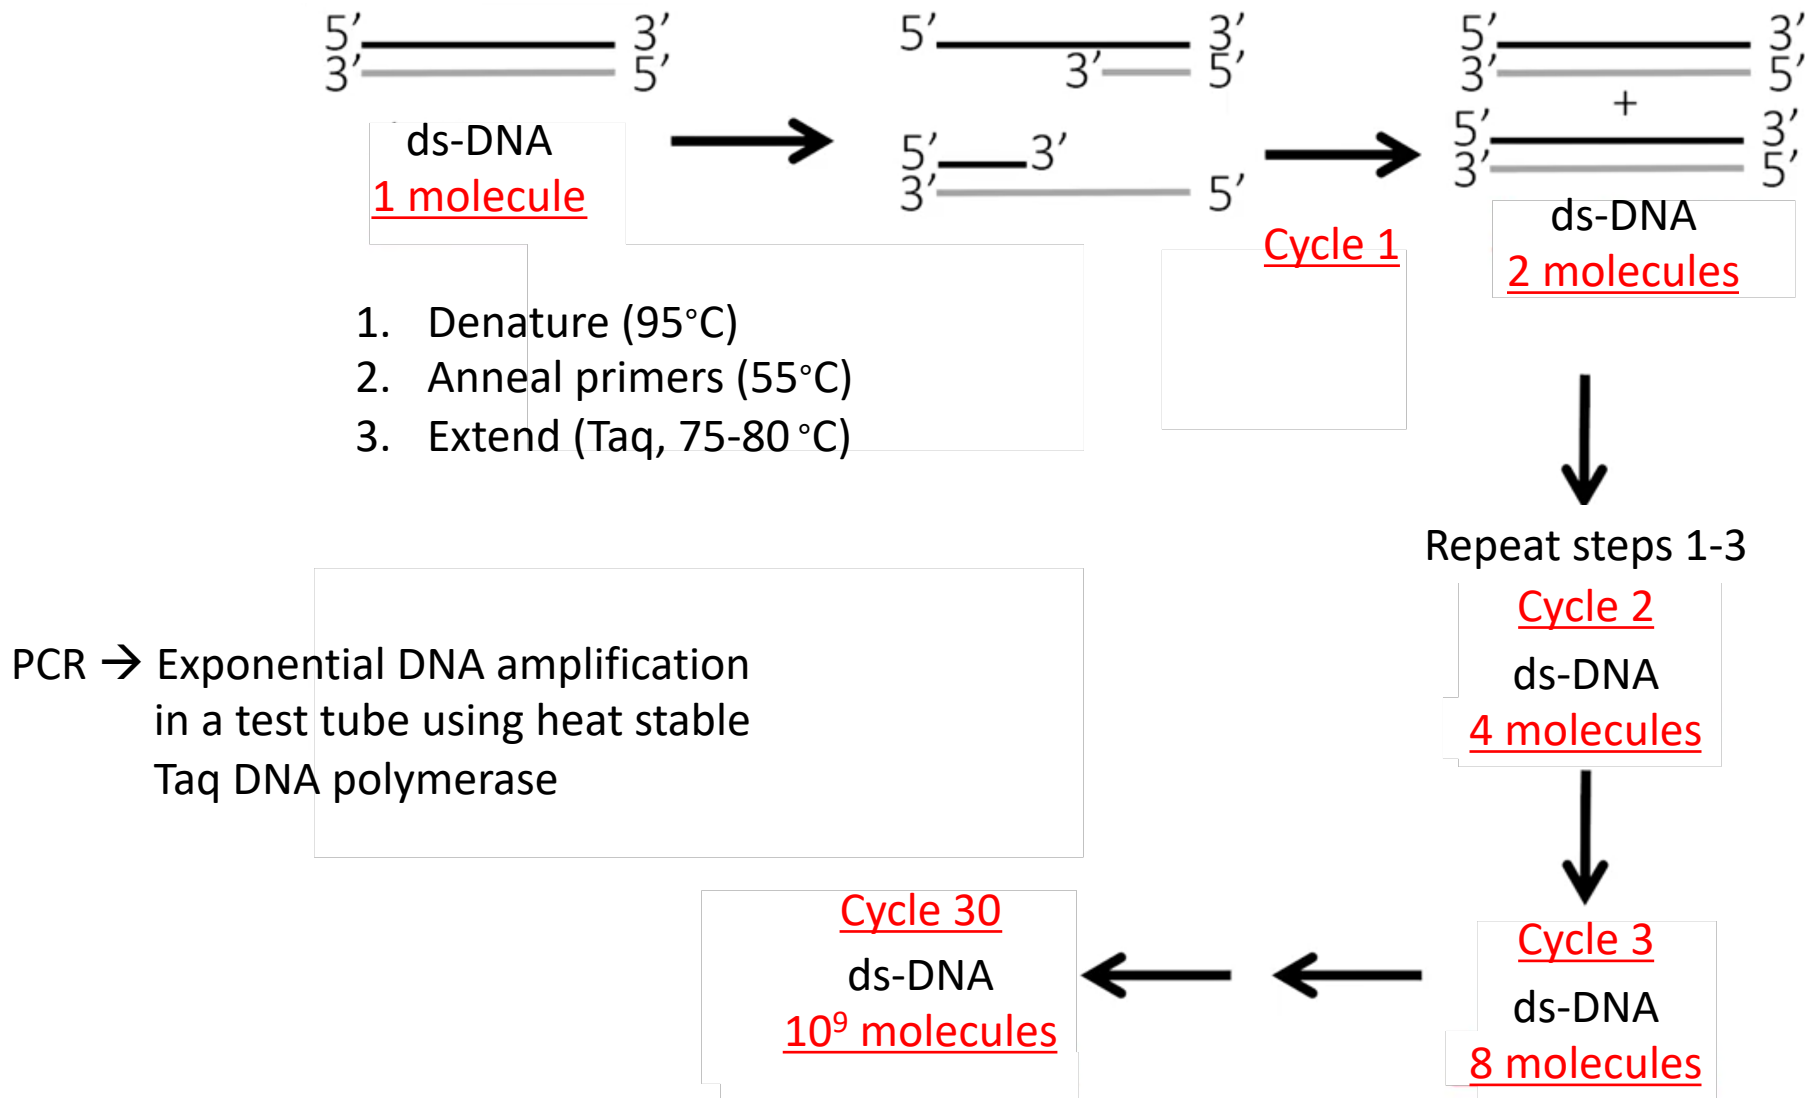 5′ 3′
3′ 5′
ds-DNA
1 molecule
5′ 3′
3′ 5′
5′ 3′
3′ 5′
Cycle 1
5′ 3′
3′ 5′
+
5′ 3′
3′ 5′
ds-DNA
2 molecules
1. Denature (95°C)
2. Anneal primers (55°C)
3. Extend (Taq, 75-80 °C)
Repeat steps 1-3
Cycle 2
ds-DNA
4 molecules
PCR → Exponential DNA amplification
in a test tube using heat stable
Taq DNA polymerase
Cycle 3
ds-DNA
8 molecules
Cycle 30
ds-DNA
10⁹ molecules